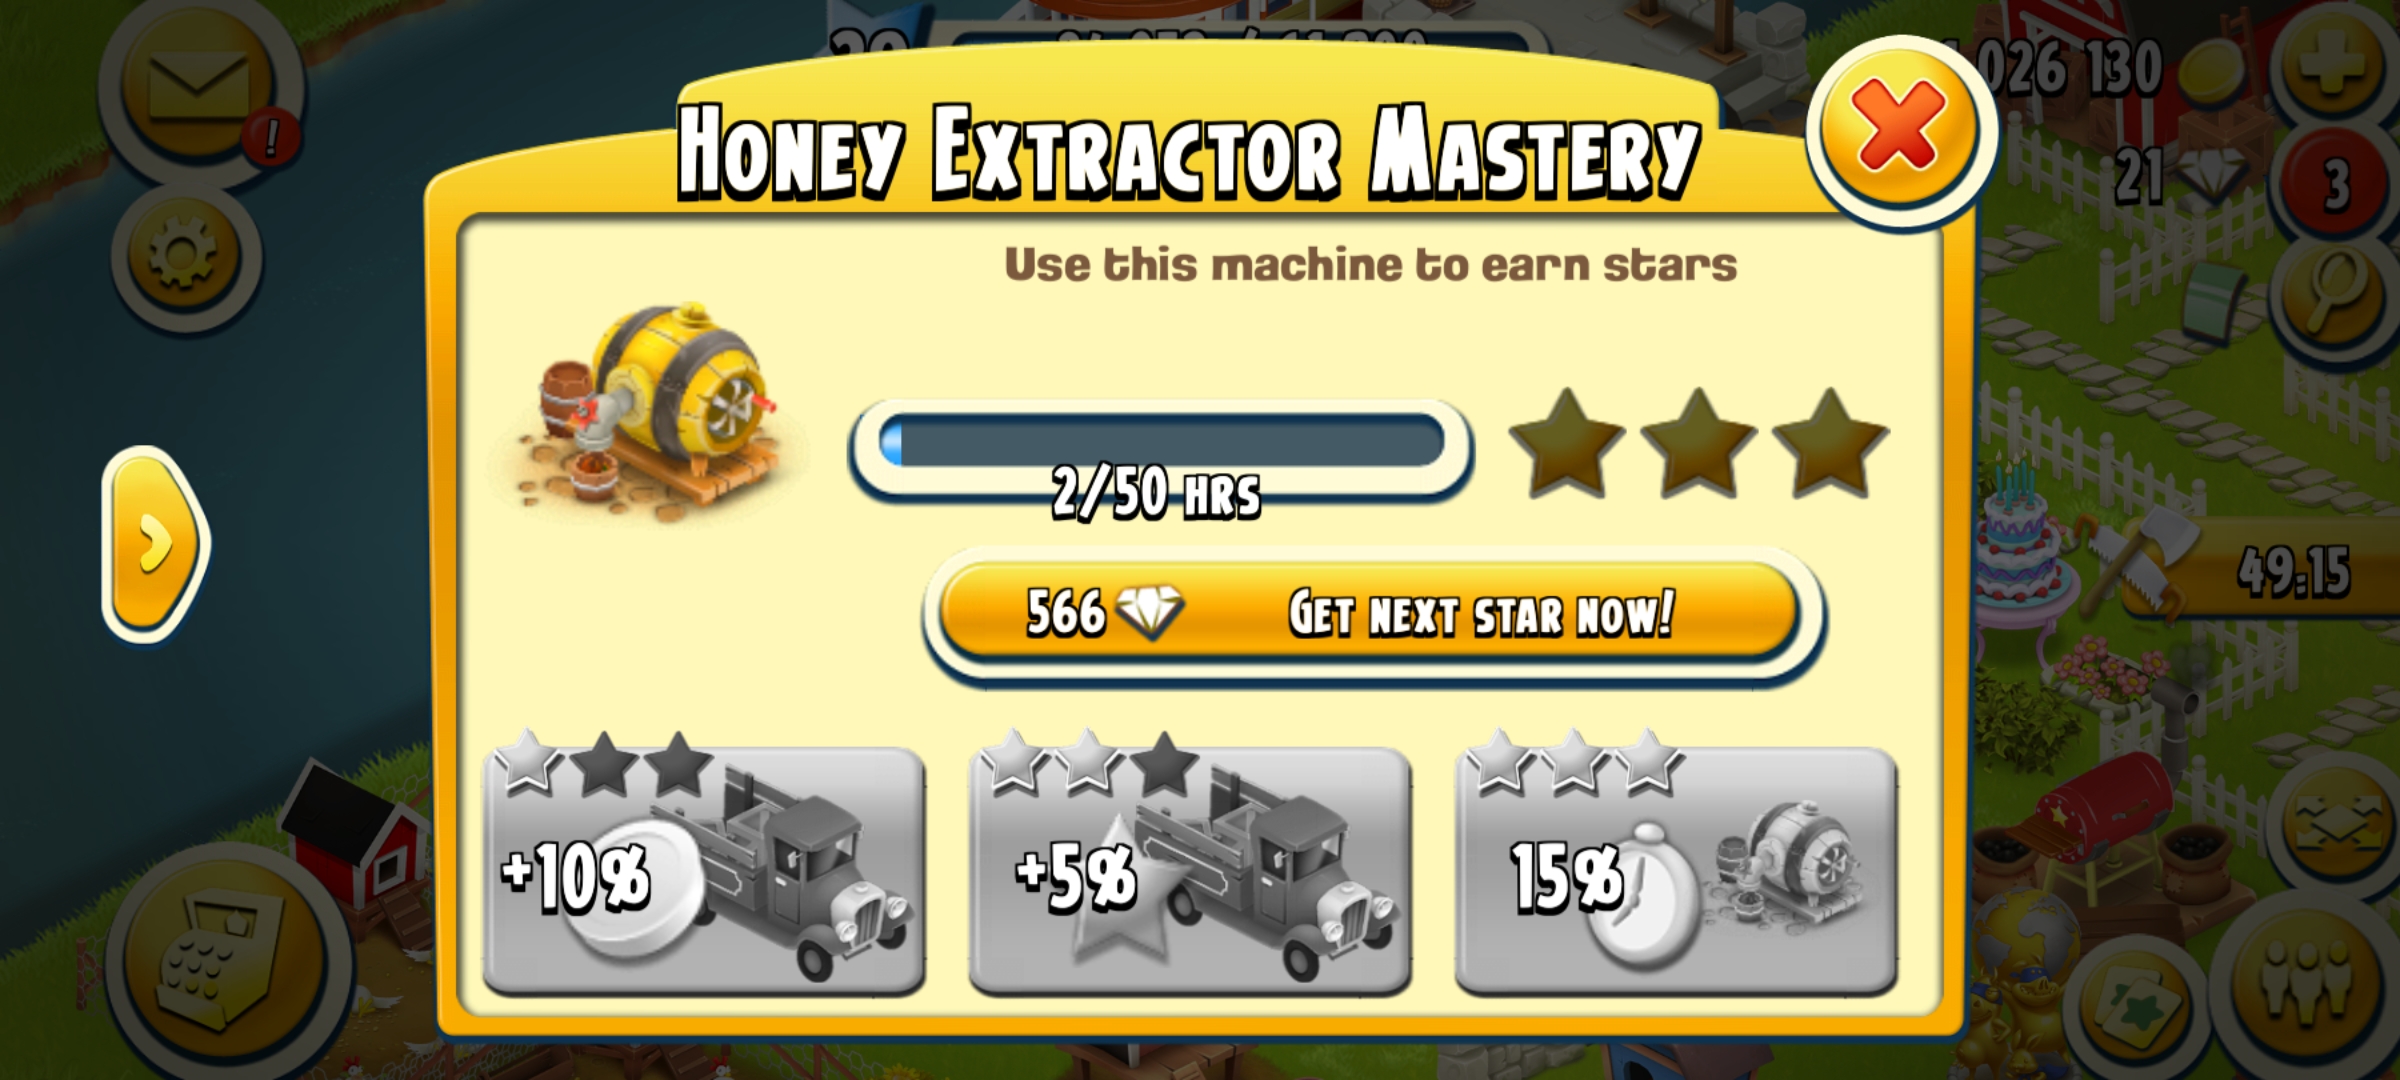 Honey Extractor Mastery
Use this machine to earn stars
2/50 hrs
566 Get next star now!
+10%
+5%
15%
026 130
21
3
49:15
!